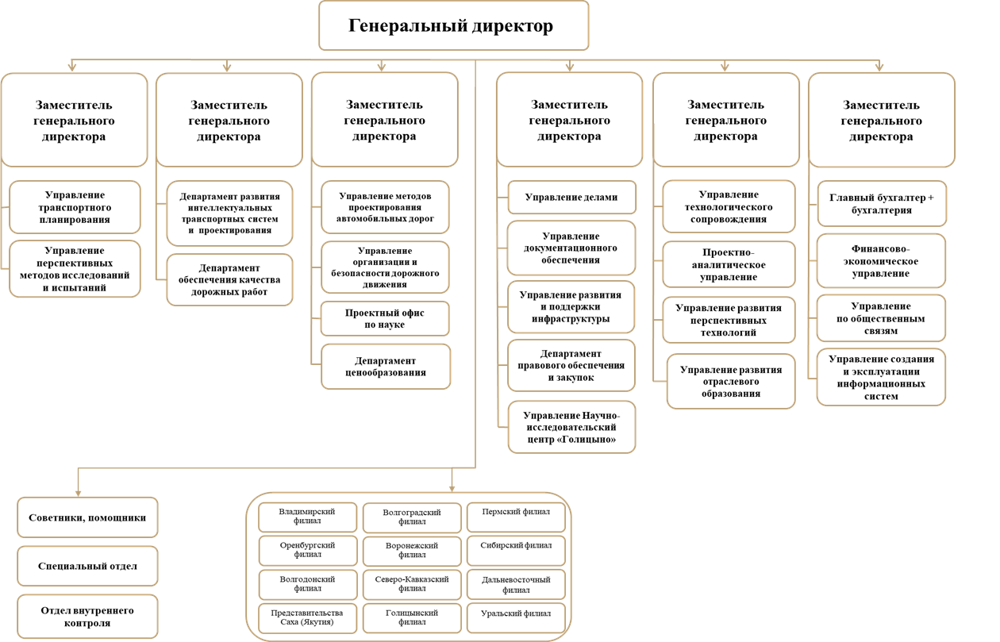 Генеральный директор
Заместитель
генерального
директора
Управление
транспортного
планирования
Управление
перспективных
методов исследований
и испытаний
Заместитель
генерального
директора
Департамент развития
интеллектуальных
транспортных систем
и проектирования
Департамент
обеспечения качества
дорожных работ
Заместитель
генерального
директора
Управление методов
проектирования
автомобильных дорог
Управление
организации и
безопасности дорожного
движения
Проектный офис
по науке
Департамент
ценообразования
Заместитель
генерального
директора
Управление делами
Управление
документационного
обеспечения
Управление развития
и поддержки
инфраструктуры
Департамент
правового обеспечения
и закупок
Управление Научно-
исследовательский
центр «Голицыно»
Заместитель
генерального
директора
Управление
технологического
сопровождения
Проектно-
аналитическое
управление
Управление развития
перспективных
технологий
Управление развития
отраслевого
образования
Заместитель
генерального
директора
Главный бухгалтер +
бухгалтерия
Финансово-
экономическое
управление
Управление
по общественным
связям
Управление создания
и эксплуатации
информационных
систем
Советники, помощники
Специальный отдел
Отдел внутреннего
контроля
Владимирский
филиал
Волгоградский
филиал
Пермский филиал
Оренбургский
филиал
Воронежский
филиал
Сибирский филиал
Волгодонский
филиал
Северо-Кавказский
филиал
Дальневосточный
филиал
Представительства
Саха (Якутия)
Голицынский
филиал
Уральский филиал